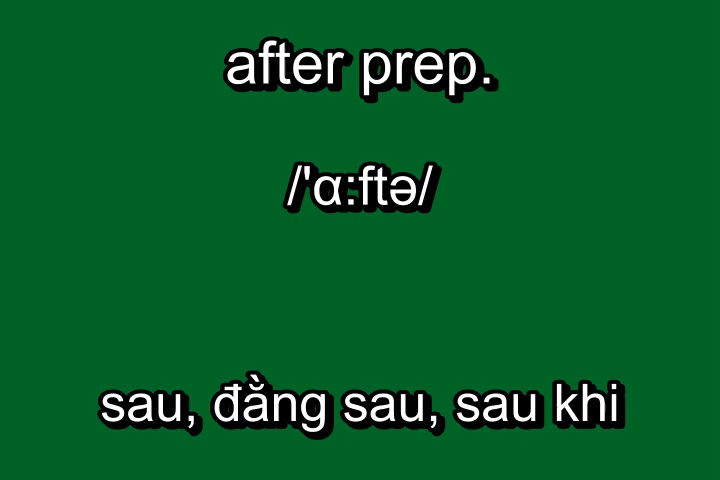 after prep.
/'ɑ:ftə/
sau, đằng sau, sau khi